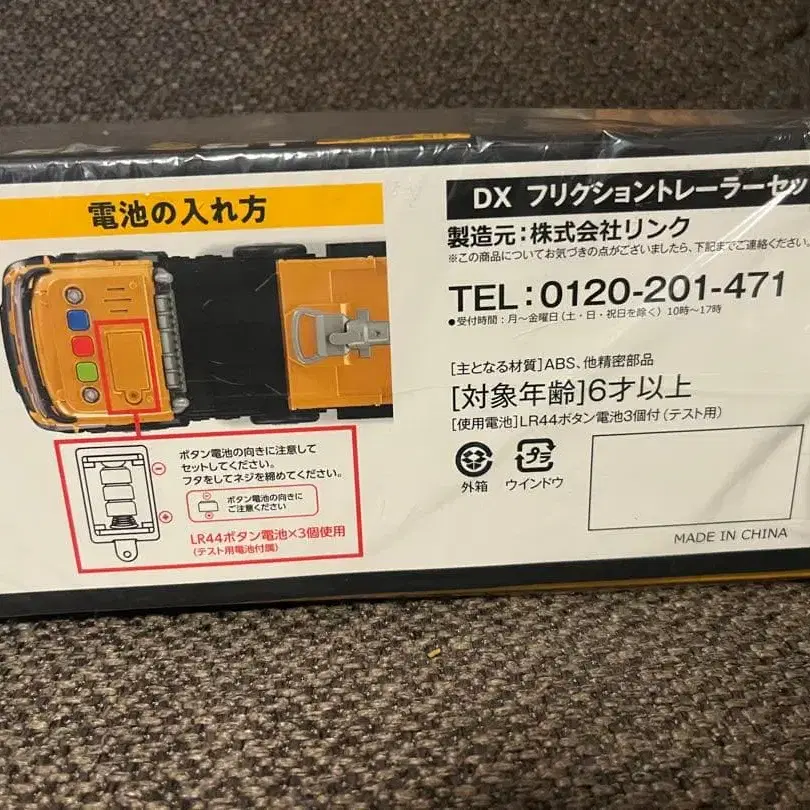 電池の入れ方
ボタン電池の向きに注意して
セットしてください。
フタをしてネジを締めてください。
ボタン電池の向きに
ご注意ください
LR44ボタン電池×3個使用
(テスト用電池付属)
DX フリクショントレーラーセッ
製造元:株式会社リンク
※この商品についてお気づきの点がございましたら、下記までご連絡ください。
TEL:0120-201-471
●受付時間:月〜金曜日(土・日・祝日を除く) 10時〜17時
[主となる材質]ABS、他精密部品
[対象年齢]6才以上
[使用電池]LR44ボタン電池3個付(テスト用)
プラ
外箱 ウインドウ
MADE IN CHINA